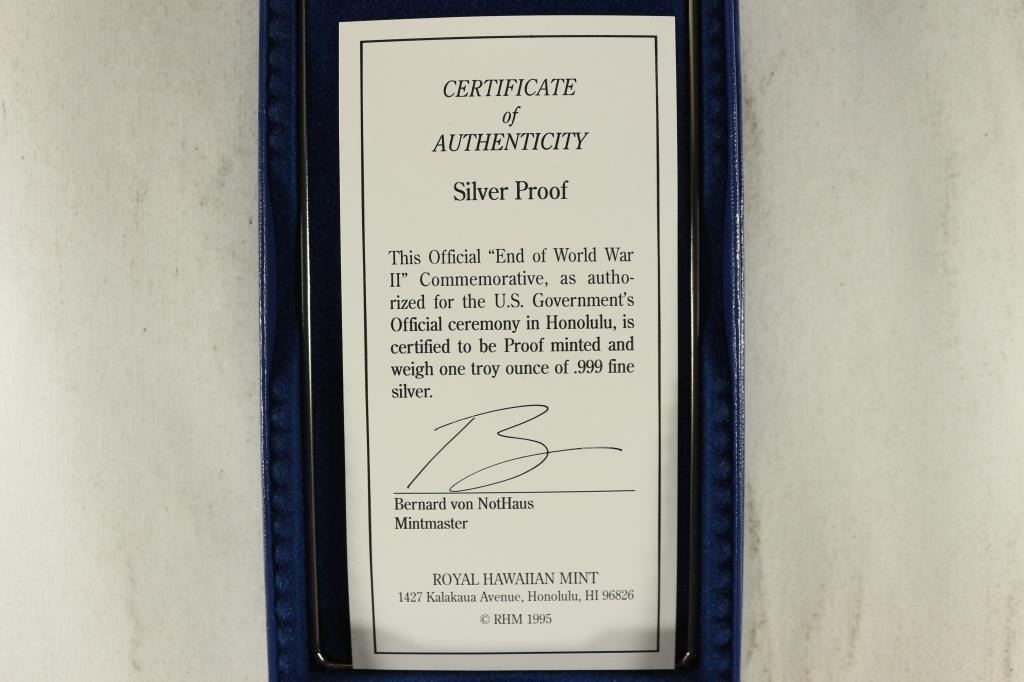 CERTIFICATE
of
AUTHENTICITY
Silver Proof
This Official “End of World War
II” Commemorative, as autho-
rized for the U.S. Government’s
Official ceremony in Honolulu, is
certified to be Proof minted and
weigh one troy ounce of .999 fine
silver.
Bernard von NotHaus
Mintmaster
ROYAL HAWAIIAN MINT
1427 Kalakaua Avenue, Honolulu, HI 96826
© RHM 1995